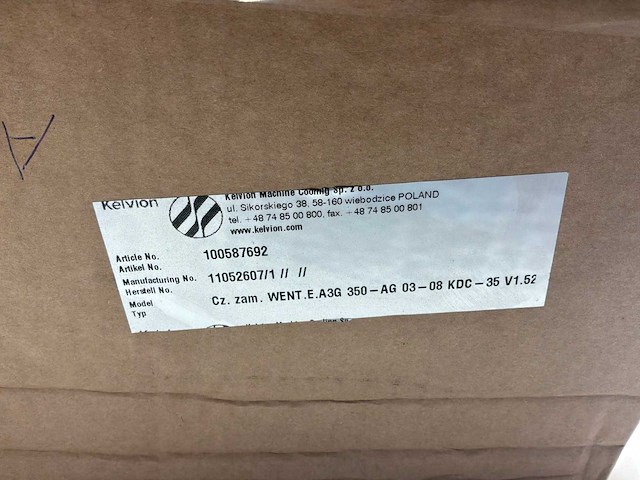 A
Kelvion
Kelvion Machine Cooling Sp. z o.o.
ul. Sikorskiego 38, 58-160 wiebodzice POLAND
tel. +48 74 85 00 800, fax. +48 74 85 00 801
www.kelvion.com
Article No. 100587692
Artikel No.
Manufacturing No. 11052607/1 // //
Herstell No.
Model Cz. zam. WENT.E.A3G 350-AG 03-08 KDC-35 V1.52
Typ